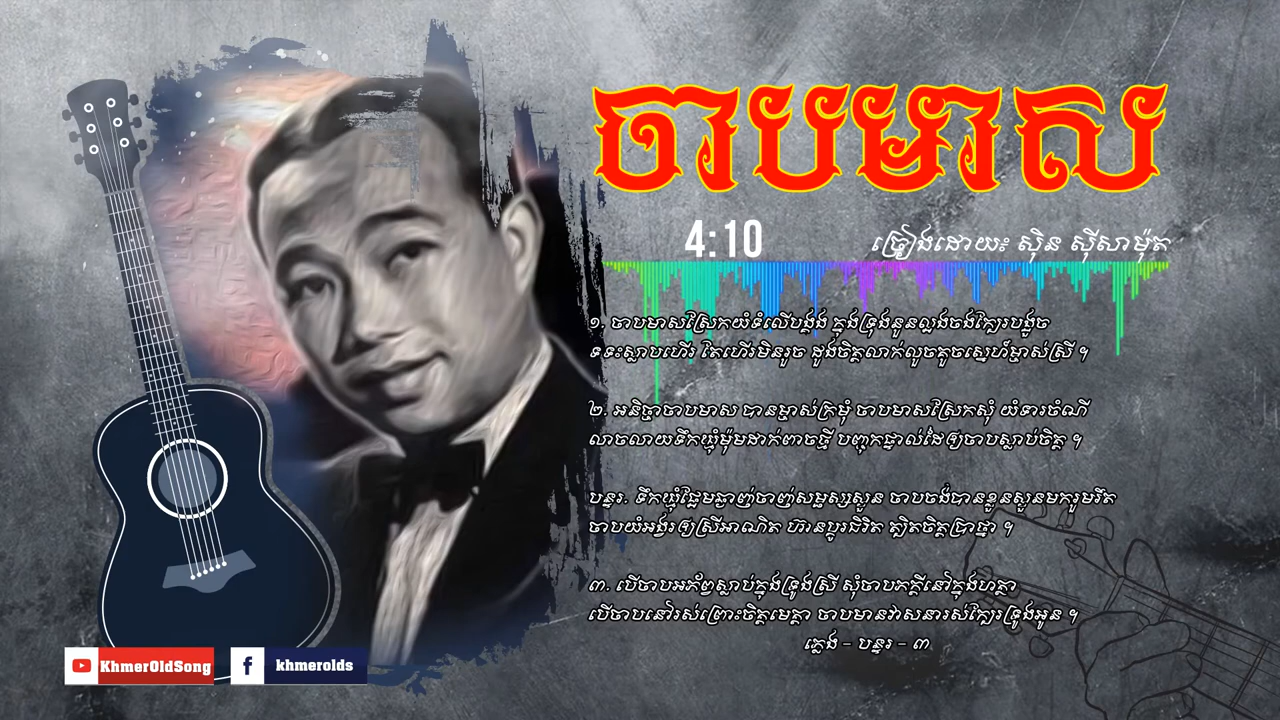 ចាបមាស
4:10
ច្រៀងដោយ៖ ស៊ិន ស៊ីសាម៉ុត
១. ចាបមាសស្រែកយំទំលើបង្គង់ ក្នុងទ្រុងនួនល្អងចង់ក្បែរបង្អួច
ទទះស្លាបហើរ តែហើរមិនរួច ដូងចិត្តលាក់លួចតួចស្នេហ៍ម្ចាស់ស្រី ។
២. អនិច្ចាចាបមាស បានម្ចាស់ក្រមុំ ចាបមាសស្រែកសុំ យំទារចំណី
លាចលាយទឹកឃ្មុំម៉ុមដាក់ពាចថ្មី បញ្ចុកផ្ទាល់ដៃឲ្យចាបស្លាប់ចិត្ត ។
បន្ទរ. ទឹកឃ្មុំផ្អែមឆ្ងាញ់ចាញ់សម្ផស្សស្ងួន ចាបចង់បានខ្លួនស្ងួនមករួមរឹត
ចាបយំអង្វរឲ្យស្រីអាណិត ហ៊ានប្តូរជិវិត ត្បិតចិត្តប្រាថ្នា ។
៣. បើចាបអភ័ព្វស្លាប់ក្នុងទ្រូងស្រី សុំចាបភក្តីនៅក្នុងហត្ថា
បើចាបនៅរស់ព្រោះចិត្តមេត្តា ចាបមានវាសនារស់ក្បែរទ្រូងអូន ។
ភ្លេង - បន្ទរ - ៣
KhmerOldSong
khmerolds